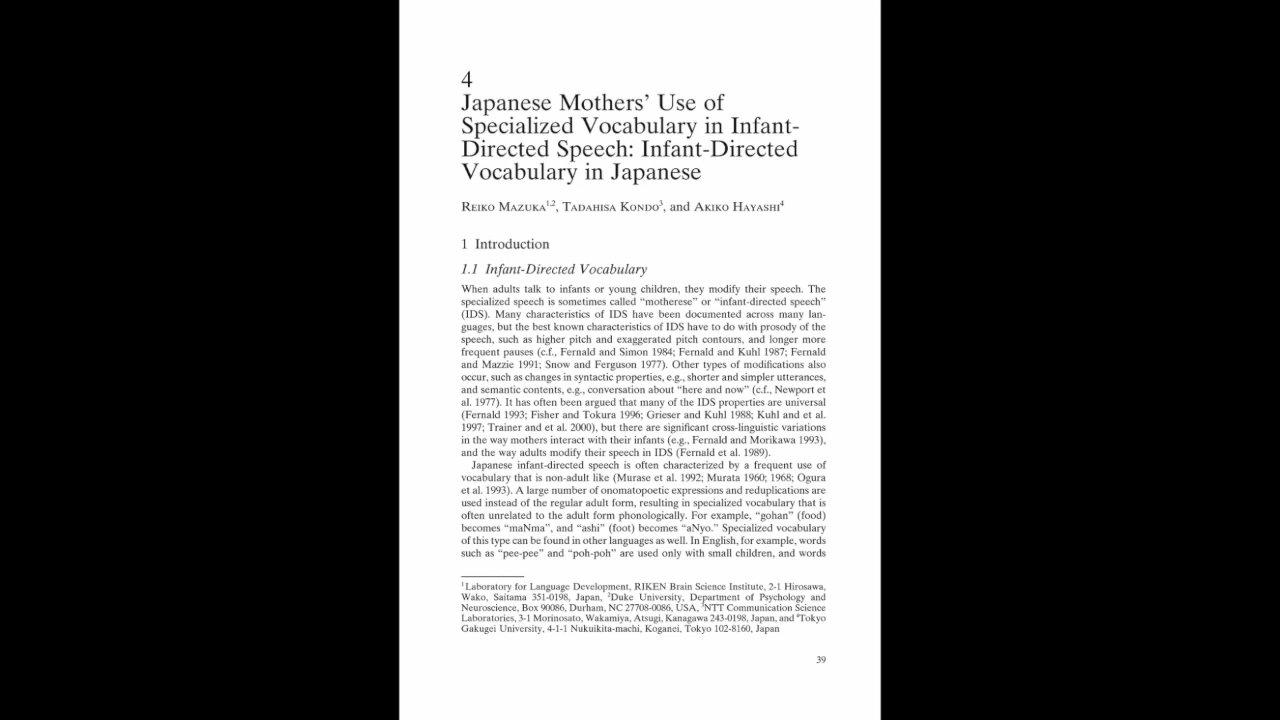 4
Japanese Mothers’ Use of
Specialized Vocabulary in Infant-
Directed Speech: Infant-Directed
Vocabulary in Japanese
Reiko Mazuka1,2, Tadahisa Kondo3, and Akiko Hayashi4
1 Introduction
1.1 Infant-Directed Vocabulary
When adults talk to infants or young children, they modify their speech. The
specialized speech is sometimes called “motherese” or “infant-directed speech”
(IDS). Many characteristics of IDS have been documented across many lan-
guages, but the best known characteristics of IDS have to do with prosody of the
speech, such as higher pitch and exaggerated pitch contours, and longer more
frequent pauses (c.f., Fernald and Simon 1984; Fernald and Kuhl 1987; Fernald
and Mazzie 1991; Snow and Ferguson 1977). Other types of modifications also
occur, such as changes in syntactic properties, e.g., shorter and simpler utterances,
and semantic contents, e.g., conversation about “here and now” (c.f., Newport et
al. 1977). It has often been argued that many of the IDS properties are universal
(Fernald 1993; Fisher and Tokura 1996; Grieser and Kuhl 1988; Kuhl and et al.
1997; Trainer and et al. 2000), but there are significant cross-linguistic variations
in the way mothers interact with their infants (e.g., Fernald and Morikawa 1993),
and the way adults modify their speech in IDS (Fernald et al. 1989).
Japanese infant-directed speech is often characterized by a frequent use of
vocabulary that is non-adult like (Murase et al. 1992; Murata 1960; 1968; Ogura
et al. 1993). A large number of onomatopoetic expressions and reduplications are
used instead of the regular adult form, resulting in specialized vocabulary that is
often unrelated to the adult form phonologically. For example, “gohan” (food)
becomes “maNma”, and “ashi” (foot) becomes “aNyo.” Specialized vocabulary
of this type can be found in other languages as well. In English, for example, words
such as “pee-pee” and “poh-poh” are used only with small children, and words
1Laboratory for Language Development, RIKEN Brain Science Institute, 2-1 Hirosawa,
Wako, Saitama 351-0198, Japan, 2Duke University, Department of Psychology and
Neuroscience, Box 90086, Durham, NC 27708-0086, USA, 3NTT Communication Science
Laboratories, 3-1 Morinosato, Wakamiya, Atsugi, Kanagawa 243-0198, Japan, and 4Tokyo
Gakugei University, 4-1-1 Nukuikita-machi, Koganei, Tokyo 102-8160, Japan
39